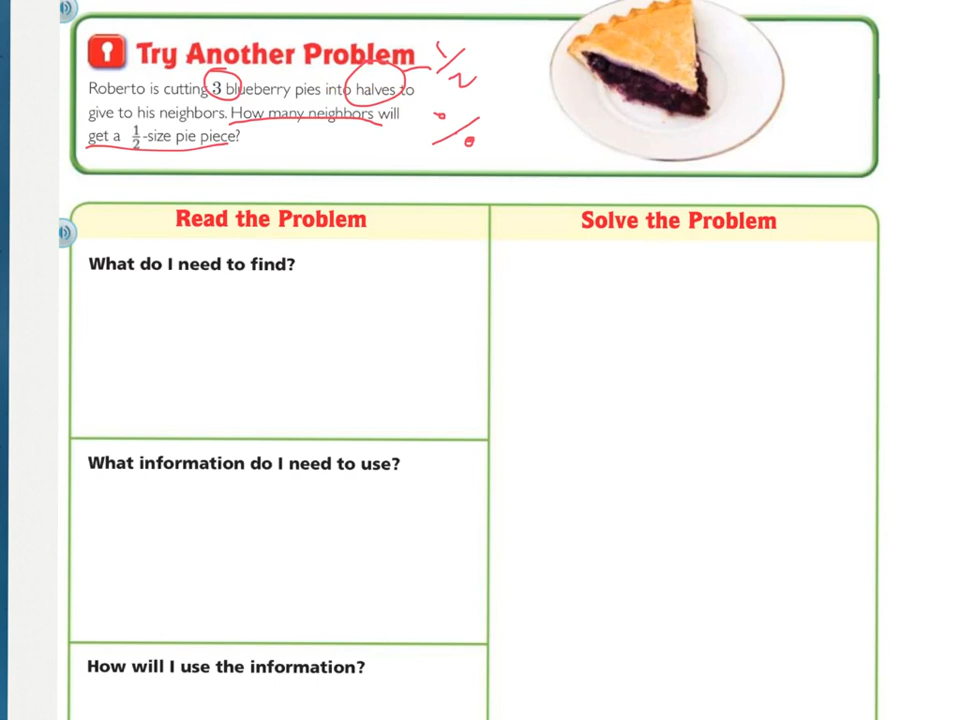 Try Another Problem
Roberto is cutting 3 blueberry pies into halves to
give to his neighbors. How many neighbors will
get a 1/2-size pie piece?
1/2
Read the Problem
Solve the Problem
What do I need to find?
What information do I need to use?
How will I use the information?